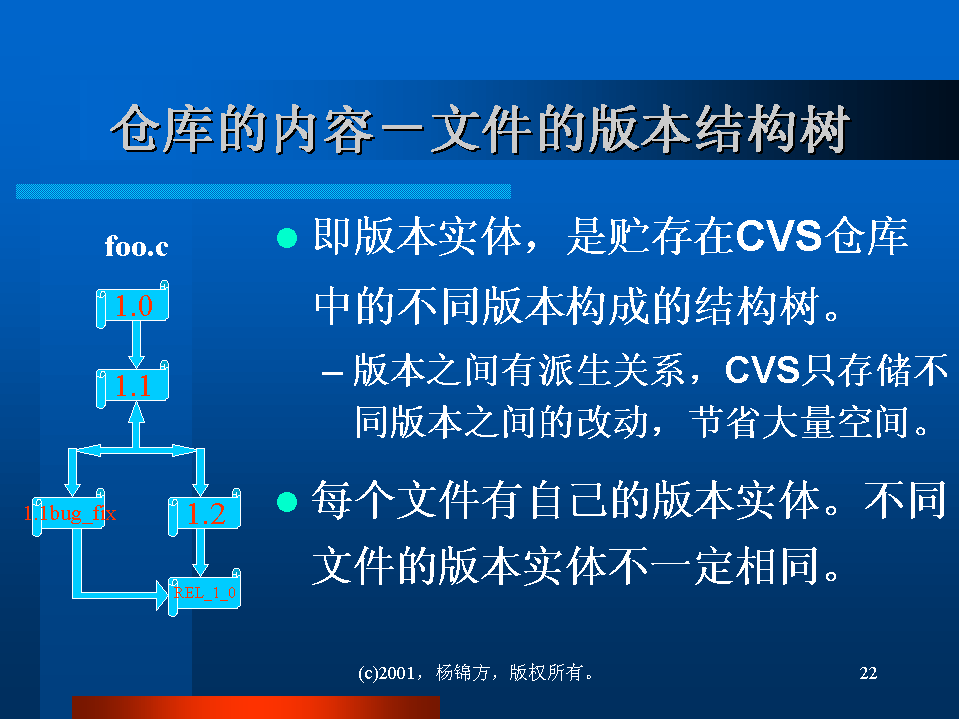 仓库的内容－文件的版本结构树
foo.c
1.0
1.1
1.1bug_fix
1.2
REL_1_0
即版本实体，是贮存在CVS仓库
中的不同版本构成的结构树。
– 版本之间有派生关系，CVS只存储不
同版本之间的改动，节省大量空间。
每个文件有自己的版本实体。不同
文件的版本实体不一定相同。
(c)2001，杨锦方，版权所有。
22